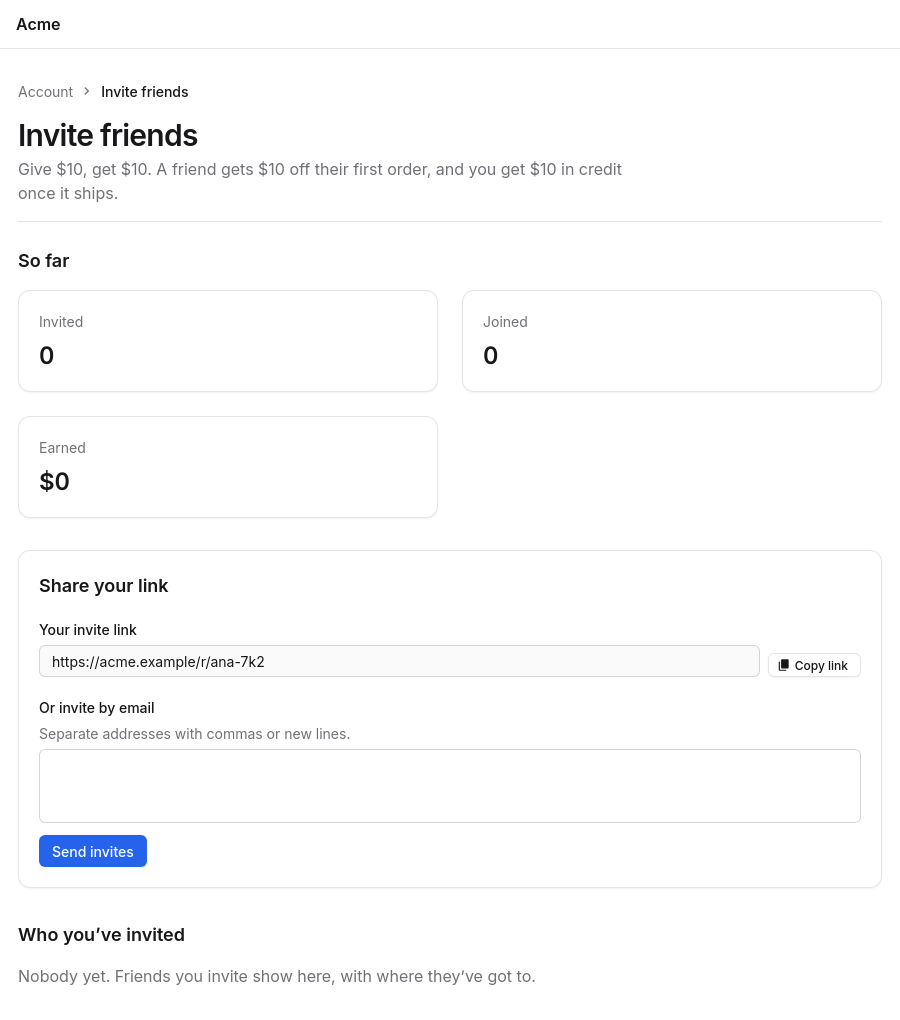 Acme
Account
Invite friends
Invite friends
Give $10, get $10. A friend gets $10 off their first order, and you get $10 in credit
once it ships.
So far
Invited
0
Joined
0
Earned
$0
Share your link
Your invite link
https://acme.example/r/ana-7k2
Copy link
Or invite by email
Separate addresses with commas or new lines.
Send invites
Who you’ve invited
Nobody yet. Friends you invite show here, with where they’ve got to.